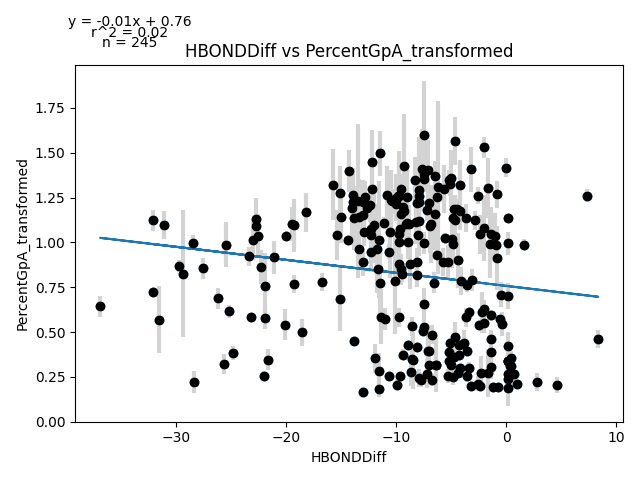 y = -0.01x + 0.76
r^2 = 0.02
n = 245
HBONDDiff vs PercentGpA_transformed
PercentGpA_transformed
1.75
1.50
1.25
1.00
0.75
0.50
0.25
0.00
−30
−20
−10
0
10
HBONDDiff